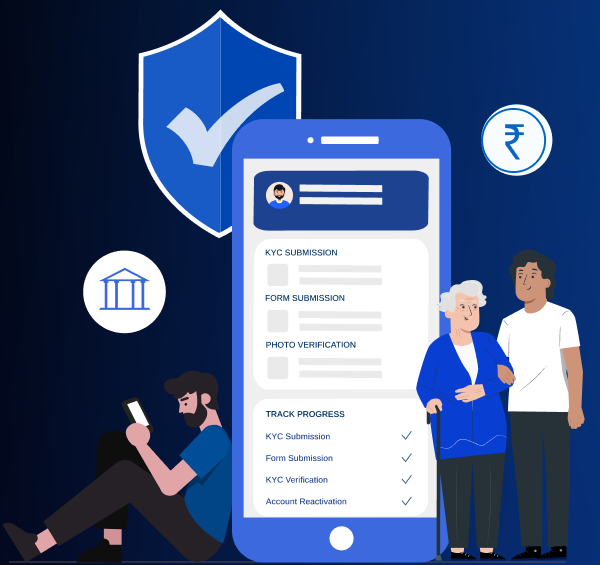 ₹
KYC SUBMISSION
FORM SUBMISSION
PHOTO VERIFICATION
TRACK PROGRESS
KYC Submission
Form Submission
KYC Verification
Account Reactivation